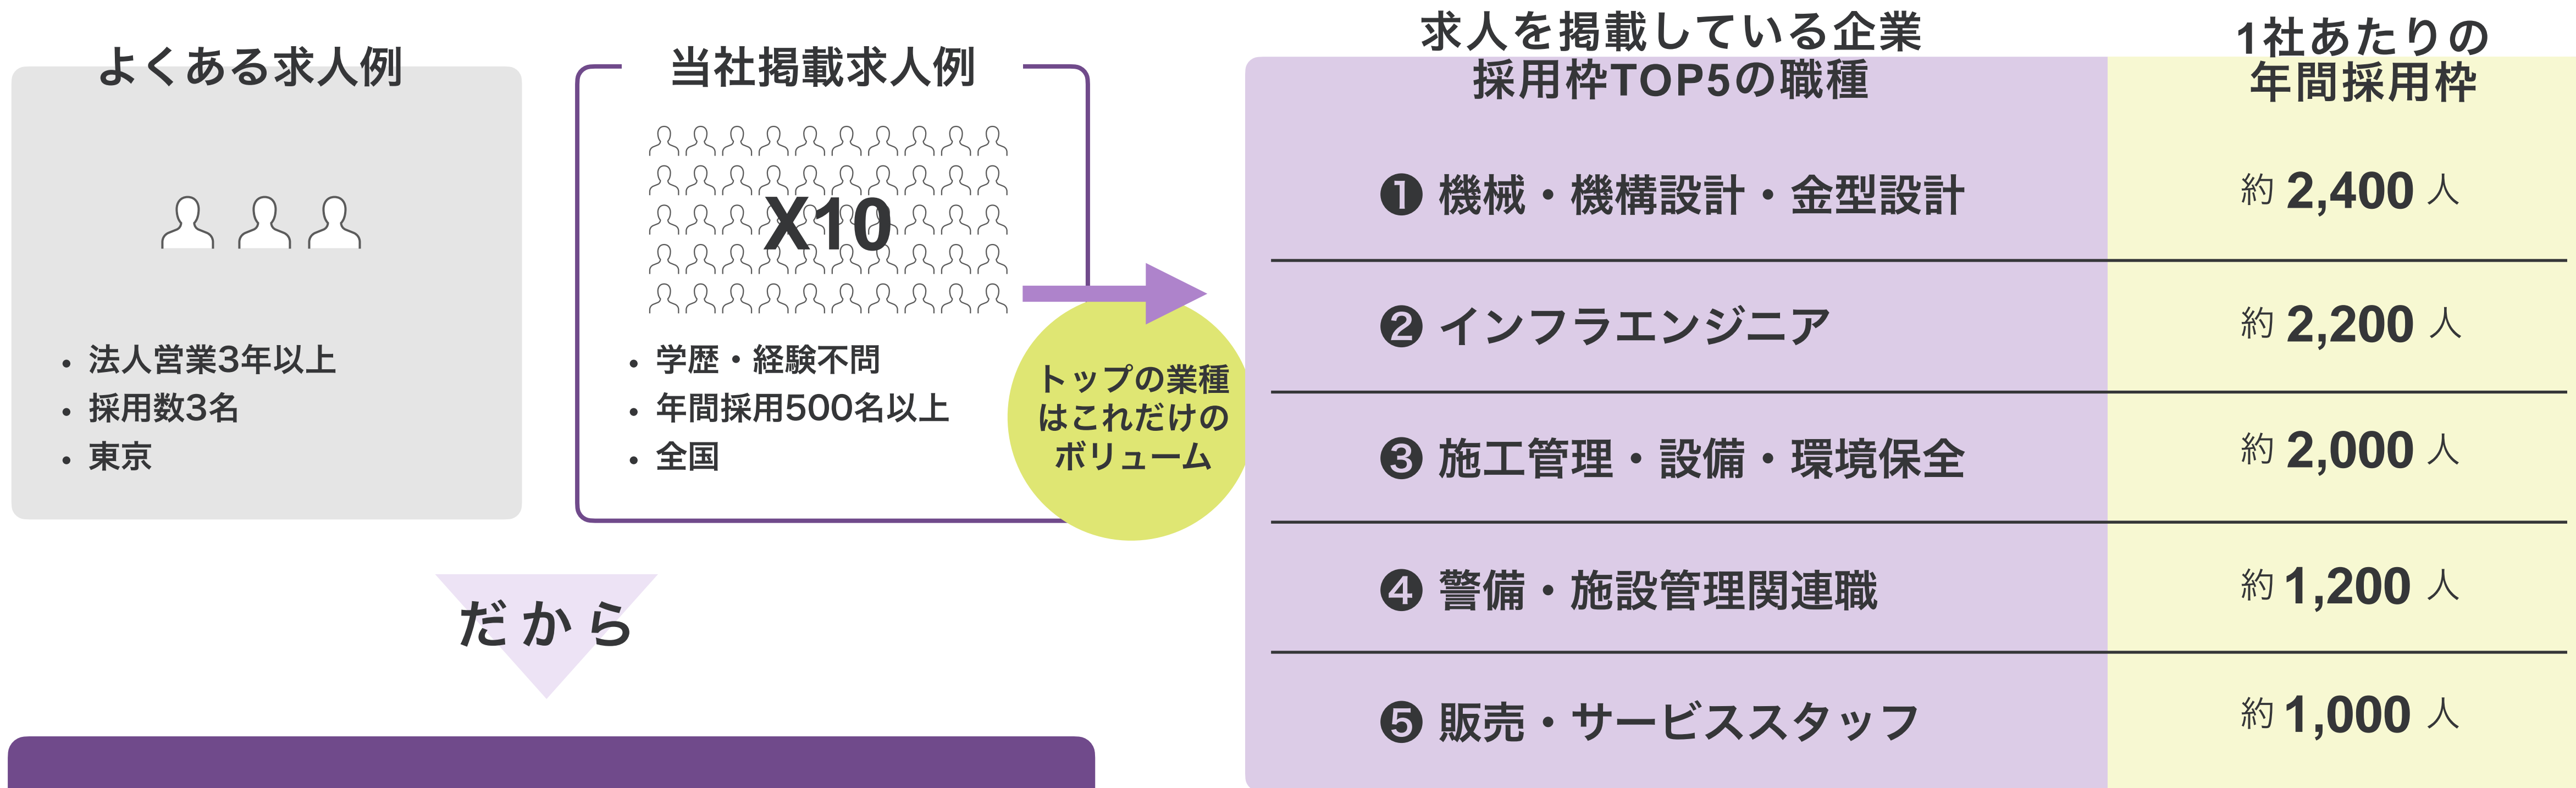 よくある求人例
・法人営業3年以上
・採用数3名
・東京
当社掲載求人例
X10
・学歴・経験不問
・年間採用500名以上
・全国
トップの業種
はこれだけの
ボリューム
だから
求人を掲載している企業
採用枠TOP5の職種
1社あたりの
年間採用枠
❶ 機械・機構設計・金型設計
約 2,400 人
❷ インフラエンジニア
約 2,200 人
❸ 施工管理・設備・環境保全
約 2,000 人
❹ 警備・施設管理関連職
約 1,200 人
❺ 販売・サービススタッフ
約 1,000 人